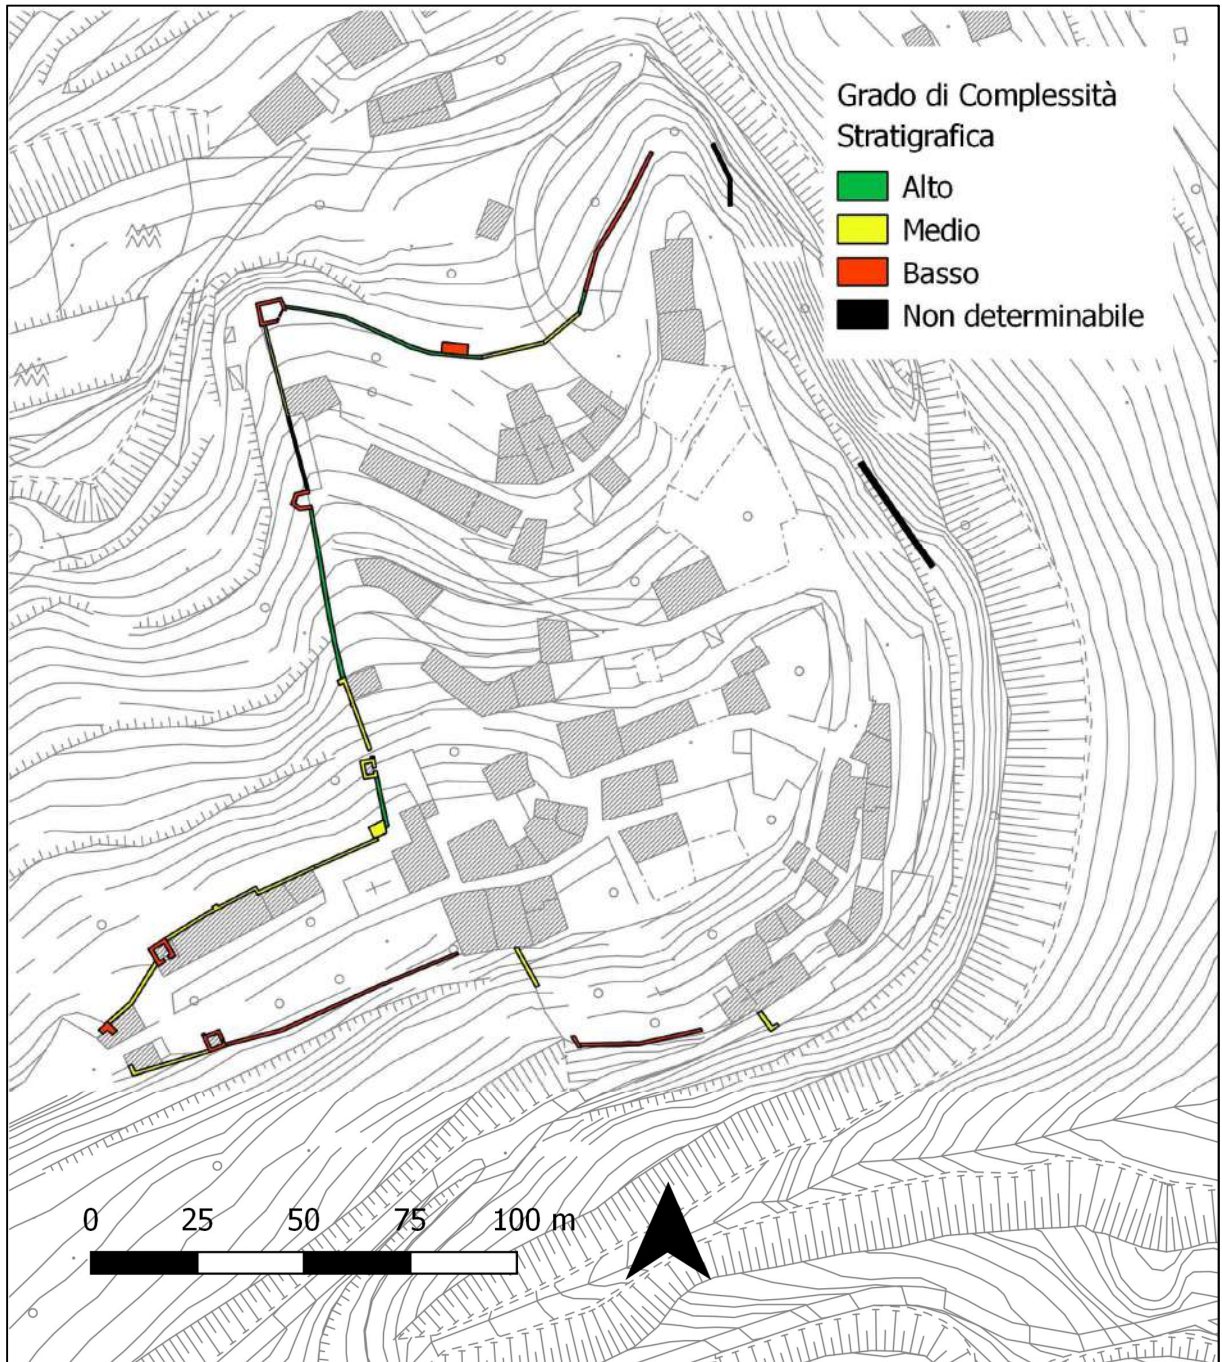 Grado di Complessità
Stratigrafica
Alto
Medio
Basso
Non determinabile
0 25 50 75 100 m